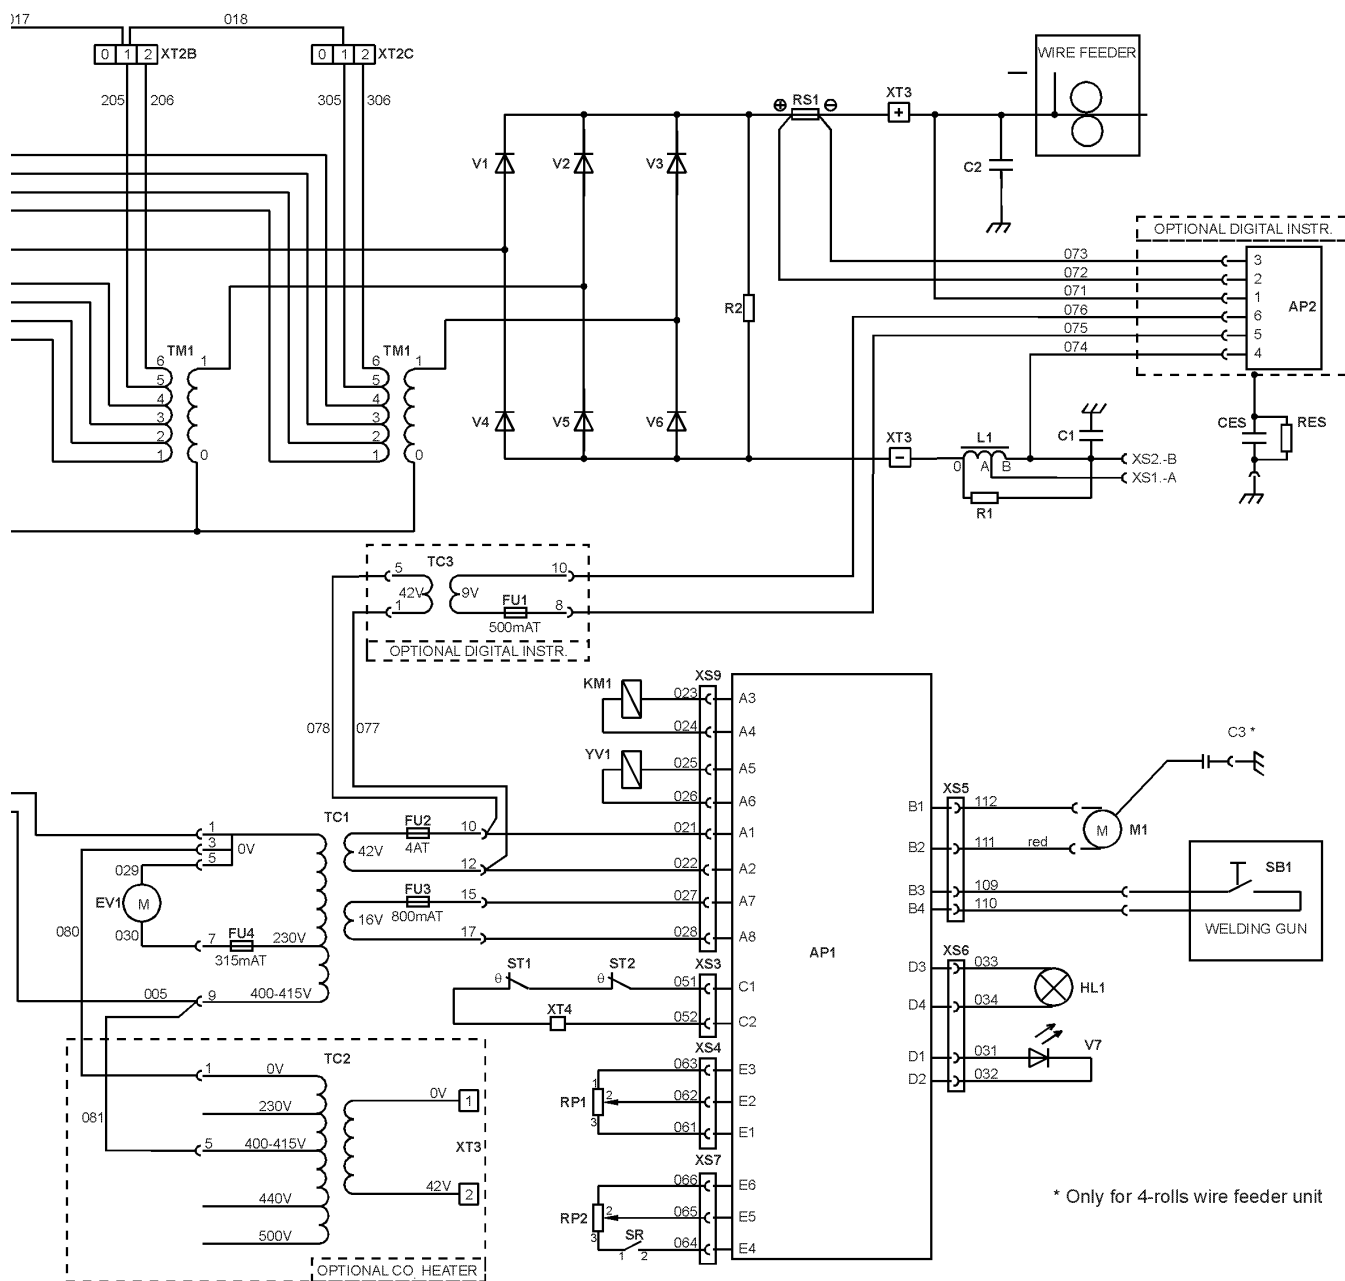 017
018
0 1 2 XT2B
0 1 2 XT2C
205 206
305 306
WIRE FEEDER
RS1
XT3
+
V1
V2
V3
C2
OPTIONAL DIGITAL INSTR.
073 3
072 2
071 1
076 6
075 5
074 4
AP2
R2
TM1
6
5
4
3
2
1
1
0
TM1
6
5
4
3
2
1
1
0
V4
V5
V6
XT3
−
L1
0 A B
C1
XS2.-B
XS1.-A
R1
CES
RES
TC3
5
42V
1
9V
10
FU1
8
500mAT
OPTIONAL DIGITAL INSTR.
078
077
KM1
YV1
XS9
023 A3
024 A4
025 A5
026 A6
021 A1
022 A2
027 A7
028 A8
TC1
1
3
5
0V
42V
FU2
4AT
10
12
16V
FU3
800mAT
15
17
029
EV1
M
030
7
FU4
315mAT
230V
080
005
9
400-415V
ST1
θ
ST2
θ
XT4
XS3
051 C1
052 C2
AP1
XS4
063 E3
062 E2
061 E1
RP1
1
2
3
XS7
066 E6
065 E5
064 E4
RP2
2
3
SR
1 2
XS5
B1 112
B2 111 red
B3 109
B4 110
M
M1
C3 *
SB1
WELDING GUN
XS6
D3 033
D4 034
HL1
D1 031
D2 032
V7
TC2
1 0V
230V
081
5 400-415V
440V
500V
0V 1
XT3
42V 2
OPTIONAL CO HEATER
* Only for 4-rolls wire feeder unit